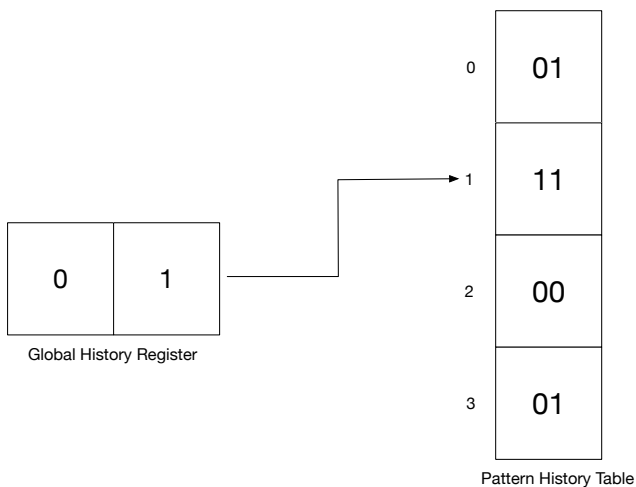 0 01
1 11
0 1
Global History Register
2 00
3 01
Pattern History Table